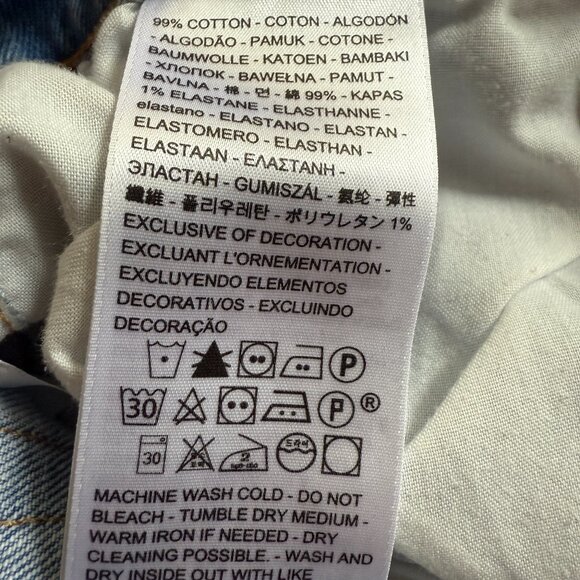 99% COTTON - COTON - ALGODÓN
- ALGODÃO - PAMUK - COTONE -
BAUMWOLLE - KATOEN - BAMBAKI
- ХЛОПОК - BAWEŁNA - PAMUT -
BAVLNA - 棉 - 면 - 綿 99% - KAPAS
1% ELASTANE - ELASTHANNE -
elastano - ELASTANO - ELASTAN -
ELASTOMERO - ELASTHAN -
ELASTAAN - ΕΛΑΣΤΑΝΗ -
ЭЛАСТАН - GUMISZÁL - 氨纶 - 彈性
纖維 - 폴리우레탄 - ポリウレタン 1%
EXCLUSIVE OF DECORATION -
EXCLUANT L'ORNEMENTATION -
EXCLUYENDO ELEMENTOS
DECORATIVOS - EXCLUINDO
DECORAÇÃO
P
30 P ®
30 드라이
MACHINE WASH COLD - DO NOT
BLEACH - TUMBLE DRY MEDIUM -
WARM IRON IF NEEDED - DRY
CLEANING POSSIBLE. - WASH AND
DRY INSIDE OUT WITH LIKE